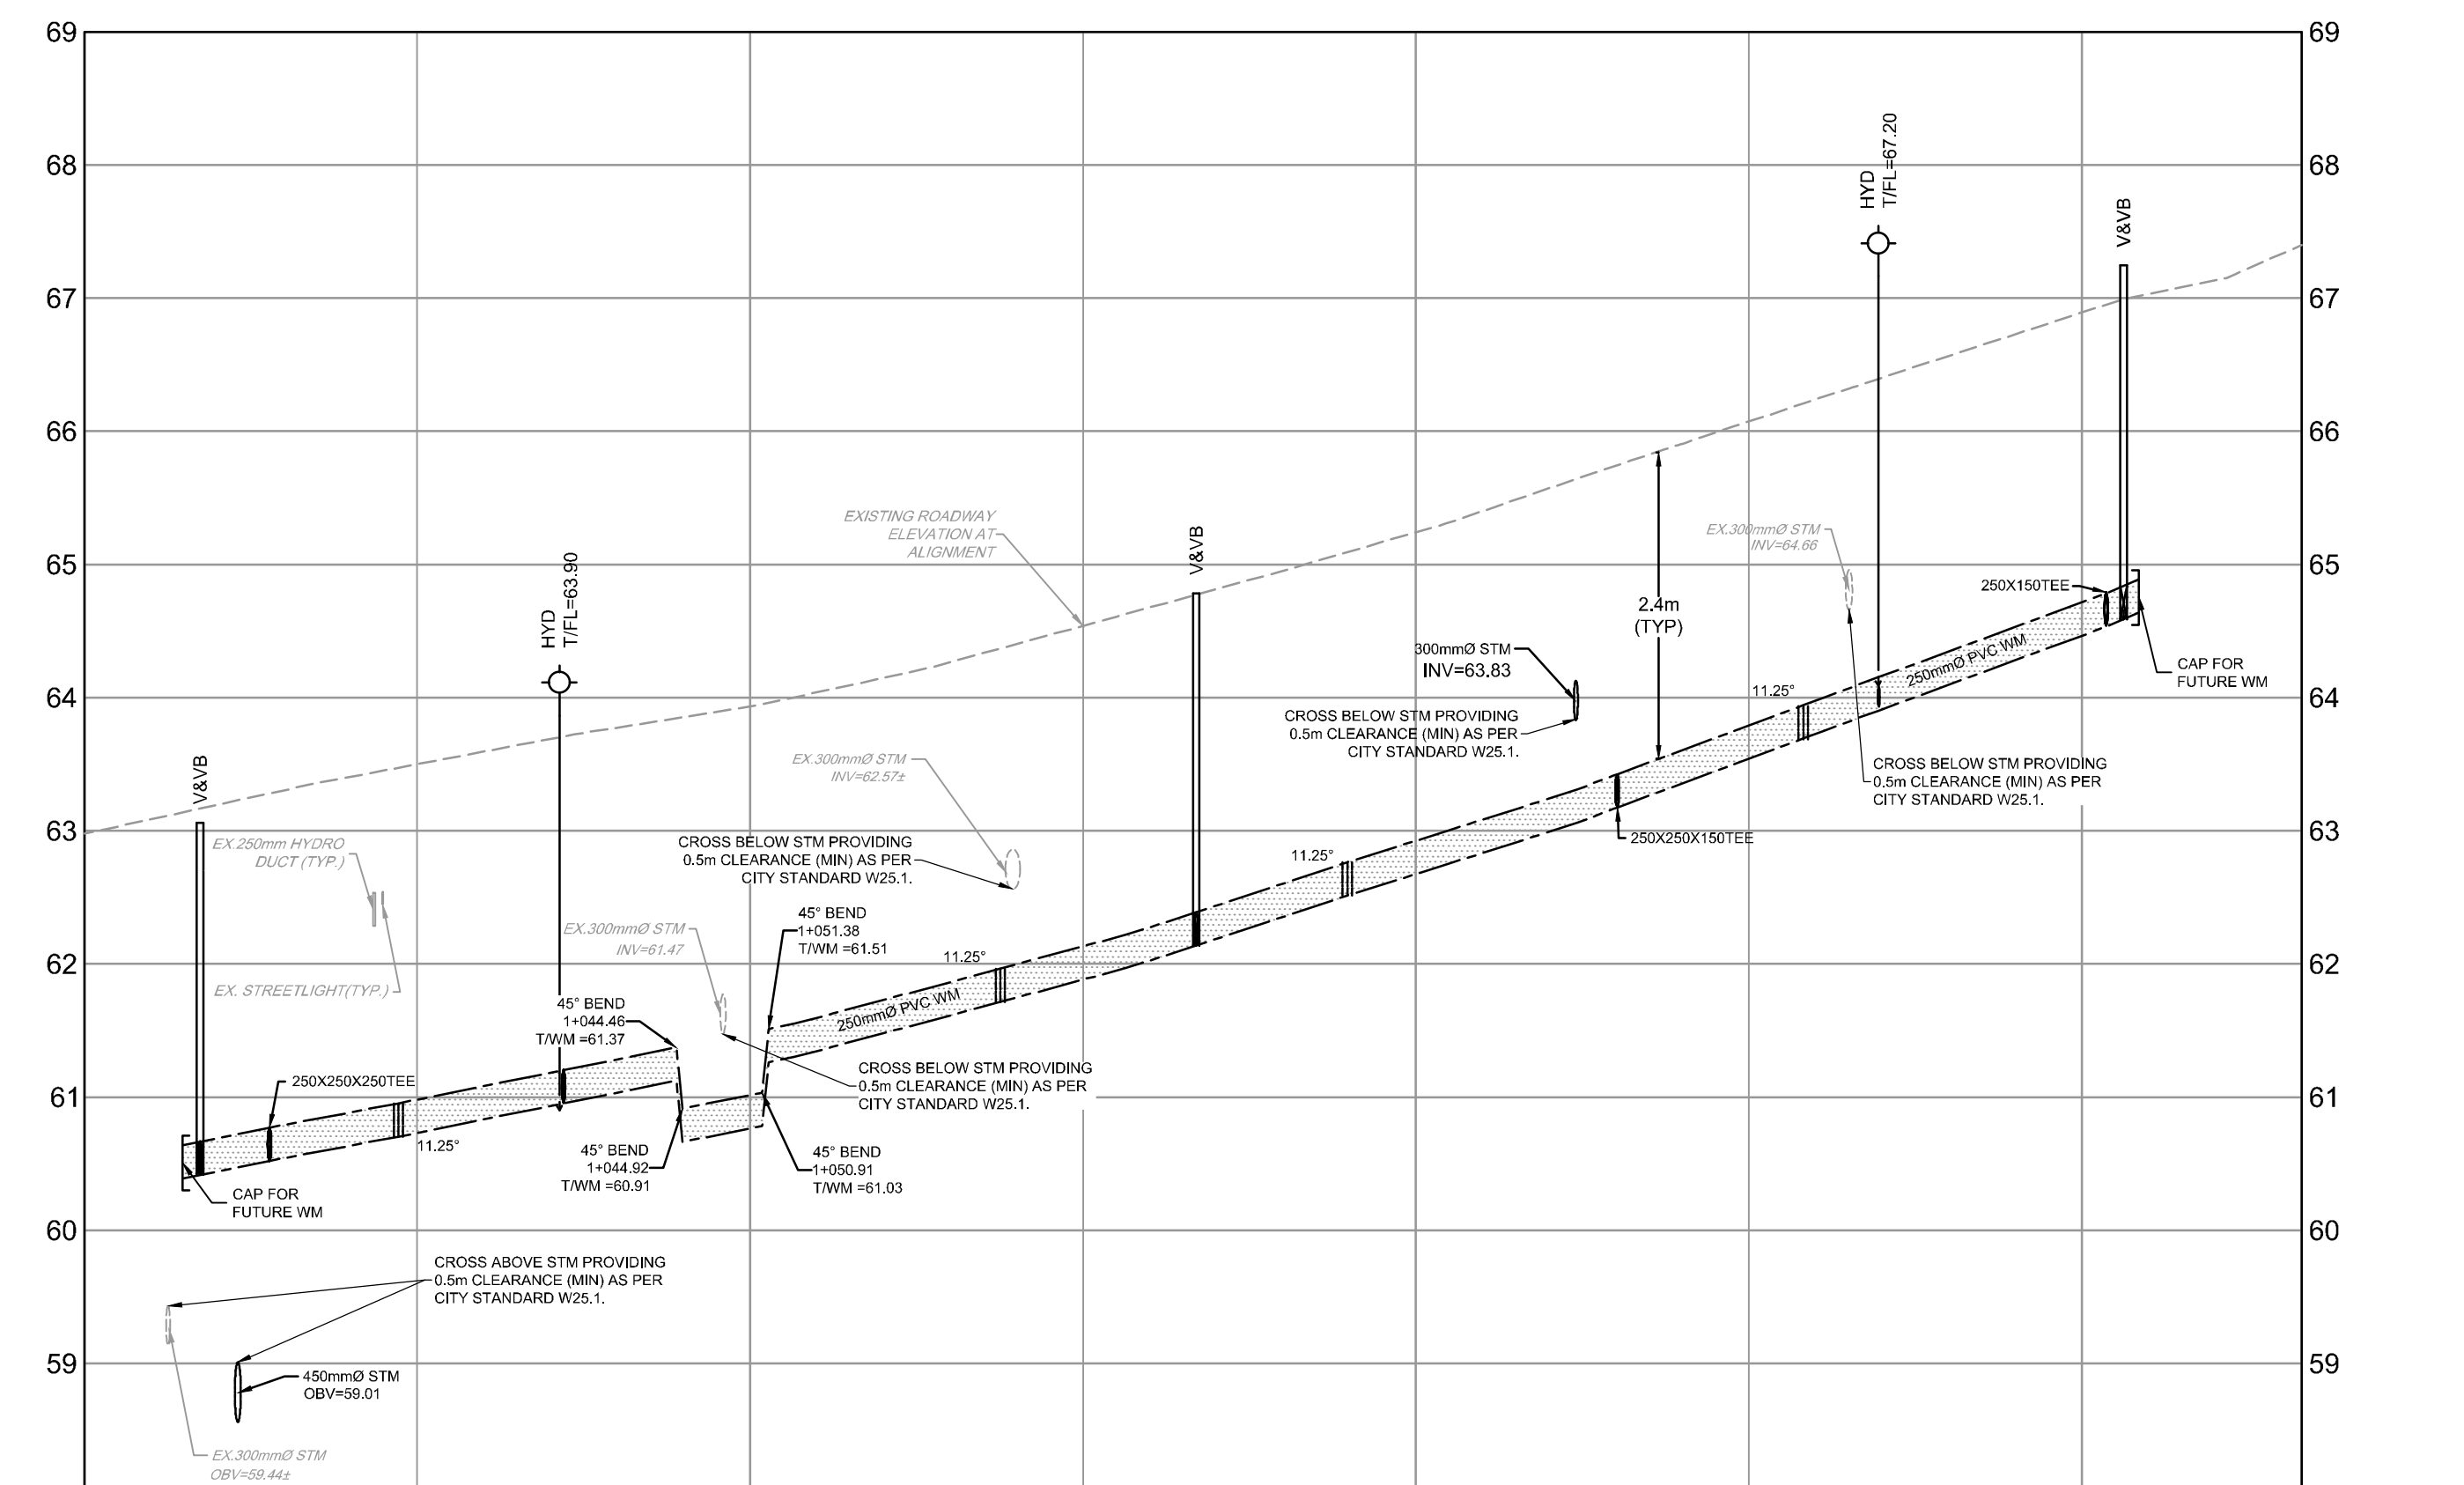 69
69
68
68
67
67
66
66
65
65
64
64
63
63
62
62
61
61
60
60
59
59
HYD
T/FL=67.20
V&VB
EXISTING ROADWAY
ELEVATION AT
ALIGNMENT
V&VB
EX.300mmØ STM
INV=64.66
HYD
T/FL=63.90
250X150TEE
2.4m
(TYP)
300mmØ STM
INV=63.83
250mmØ PVC WM
CAP FOR
FUTURE WM
11.25°
CROSS BELOW STM PROVIDING
0.5m CLEARANCE (MIN) AS PER
CITY STANDARD W25.1.
V&VB
EX.300mmØ STM
INV=62.57±
CROSS BELOW STM PROVIDING
0.5m CLEARANCE (MIN) AS PER
CITY STANDARD W25.1.
EX.250mm HYDRO
DUCT (TYP.)
CROSS BELOW STM PROVIDING
0.5m CLEARANCE (MIN) AS PER
CITY STANDARD W25.1.
250X250X150TEE
11.25°
45° BEND
1+051.38
T/WM =61.51
EX.300mmØ STM
INV=61.47
11.25°
EX. STREETLIGHT(TYP.)
45° BEND
1+044.46
T/WM =61.37
250mmØ PVC WM
250X250X250TEE
CROSS BELOW STM PROVIDING
0.5m CLEARANCE (MIN) AS PER
CITY STANDARD W25.1.
11.25°
45° BEND
1+044.92
T/WM =60.91
45° BEND
1+050.91
T/WM =61.03
CAP FOR
FUTURE WM
CROSS ABOVE STM PROVIDING
0.5m CLEARANCE (MIN) AS PER
CITY STANDARD W25.1.
450mmØ STM
OBV=59.01
EX.300mmØ STM
OBV=59.44±